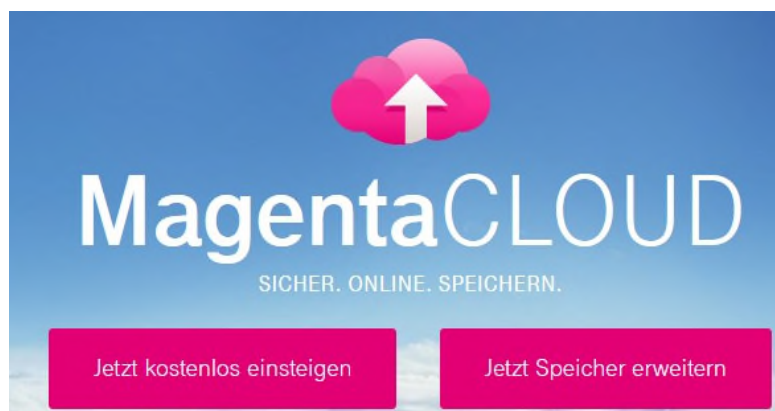 MagentaCLOUD
SICHER. ONLINE. SPEICHERN.
Jetzt kostenlos einsteigen
Jetzt Speicher erweitern